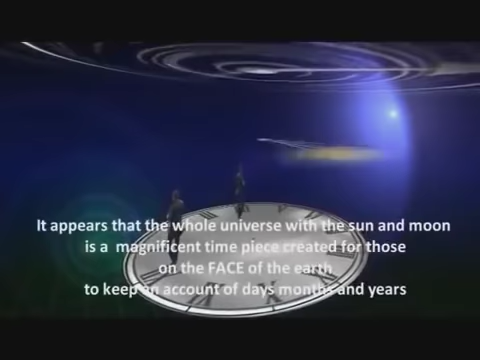 It appears that the whole universe with the sun and moon
is a magnificent time piece created for those
on the FACE of the earth
to keep an account of days months and years